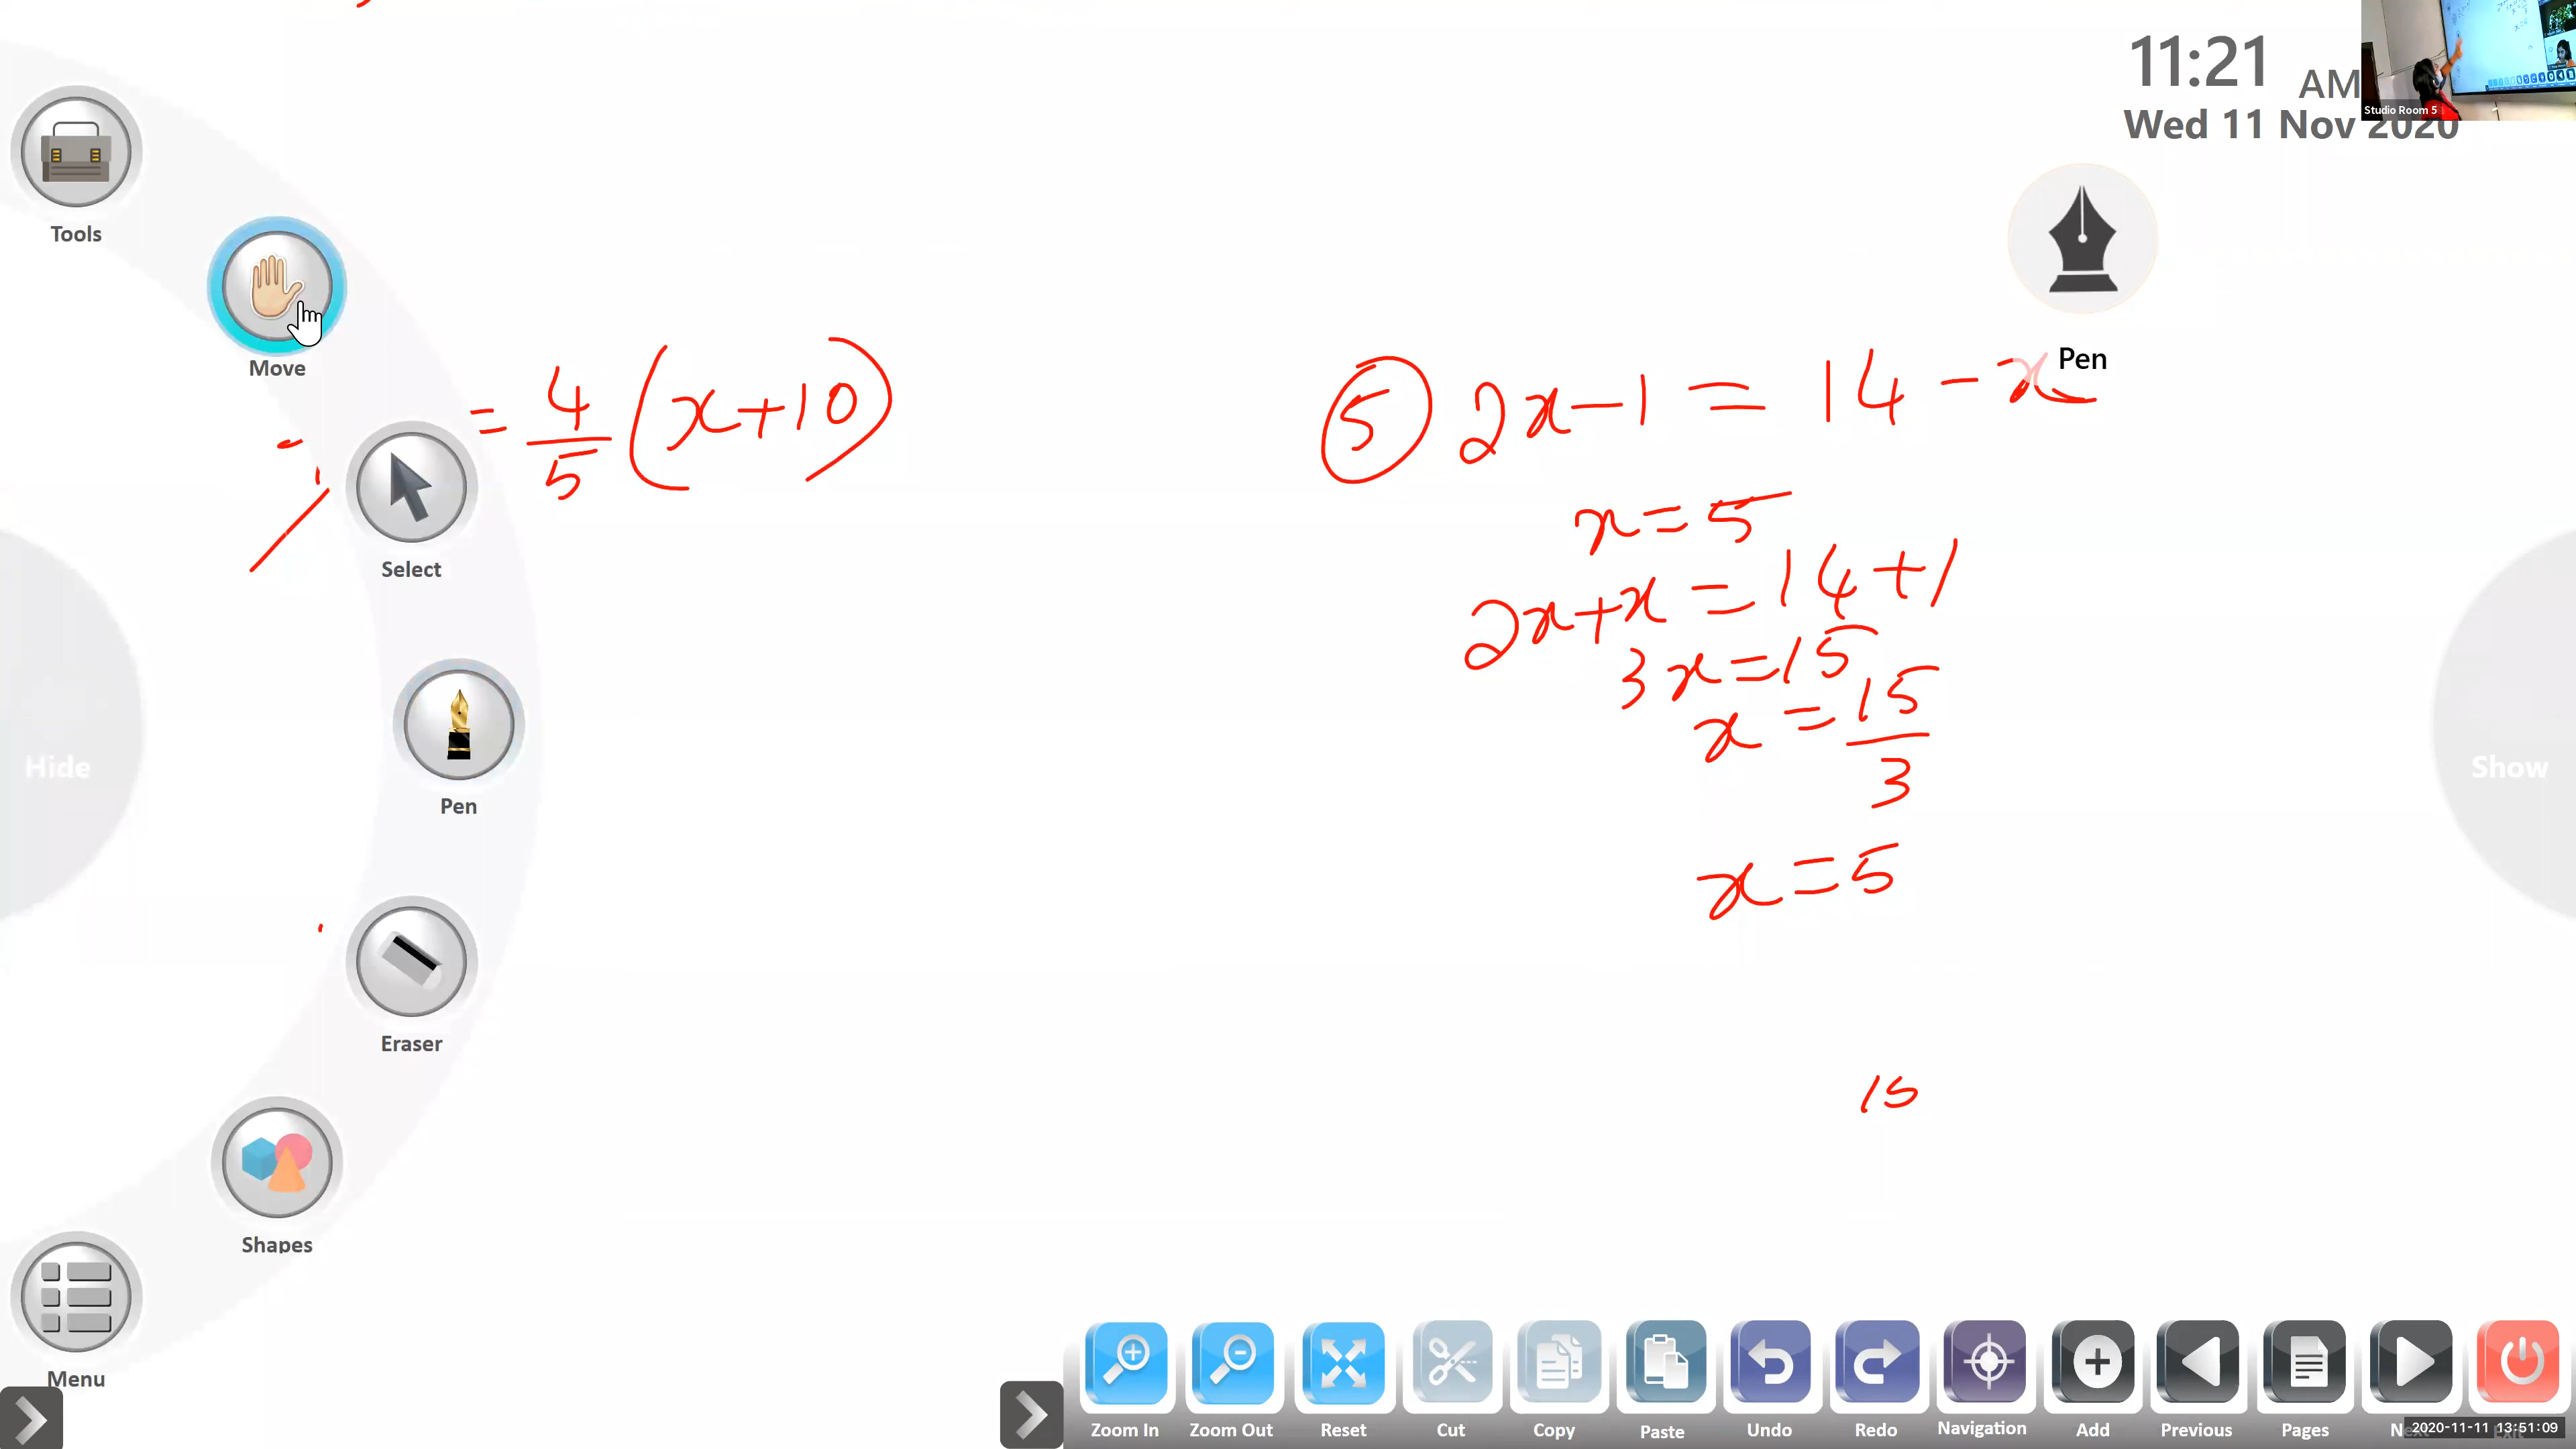 11:21 AM
Studio Room 5
Wed 11 Nov 2020
Tools
Move
Pen
= 4/5 (x+10)
5 2x-1 = 14-x
Select
x=5
2x+x = 14+1
3x=15
x = 15/3
Hide
Show
Pen
x=5
Eraser
15
Shapes
Menu
Zoom In
Zoom Out
Reset
Cut
Copy
Paste
Undo
Redo
Navigation
Add
Previous
Pages
2020-11-11 13:51:09